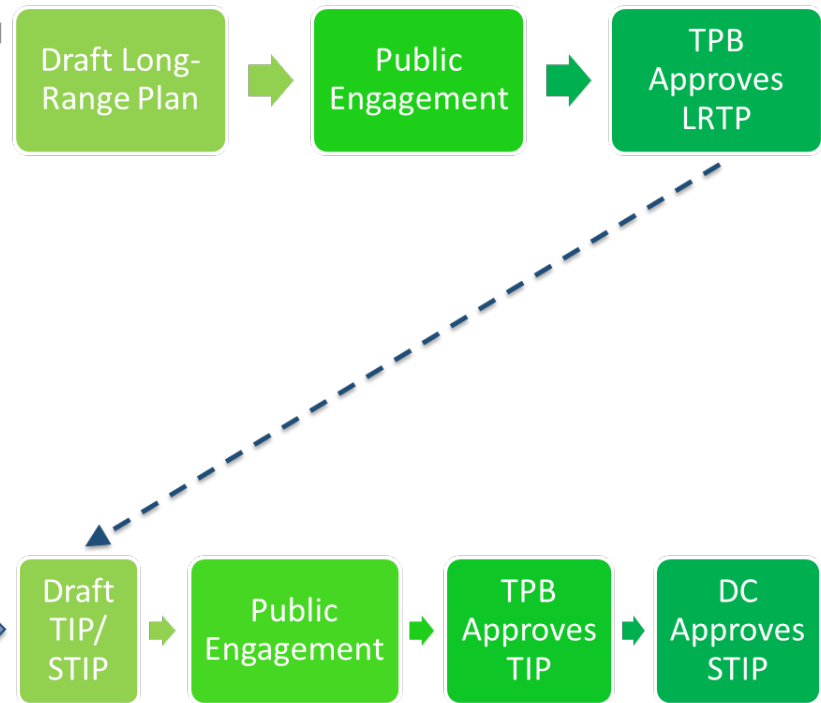 Draft Long-
Range Plan
Public
Engagement
TPB
Approves
LRTP
Draft
TIP/
STIP
Public
Engagement
TPB
Approves
TIP
DC
Approves
STIP